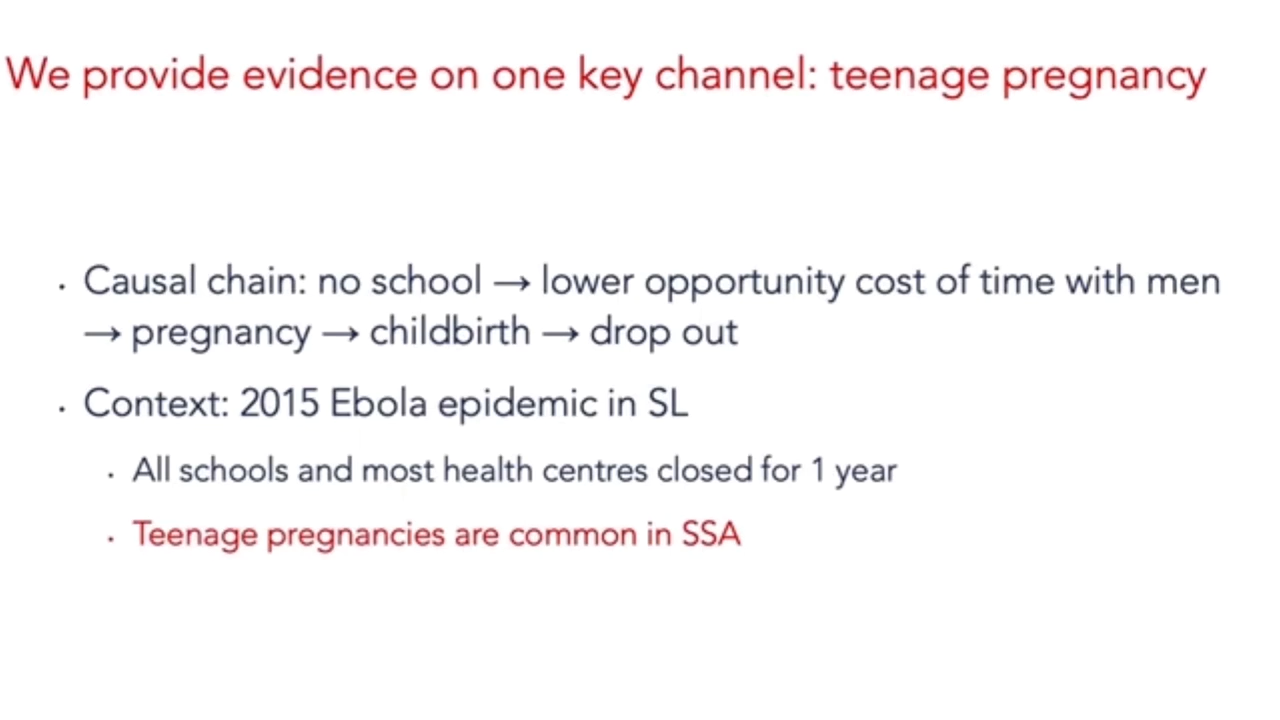 We provide evidence on one key channel: teenage pregnancy
· Causal chain: no school → lower opportunity cost of time with men
→ pregnancy → childbirth → drop out
· Context: 2015 Ebola epidemic in SL
· All schools and most health centres closed for 1 year
· Teenage pregnancies are common in SSA